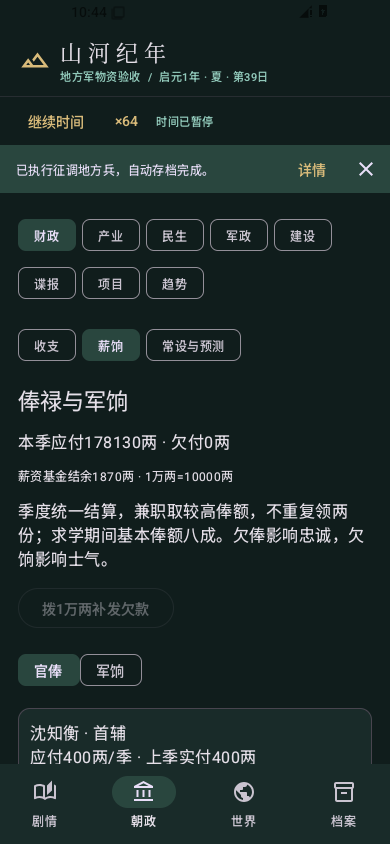 10:44
山河纪年
地方军物资验收 / 启元1年 · 夏 · 第39日
继续时间 ×64 时间已暂停
已执行征调地方兵，自动存档完成。 详情
财政 产业 民生 军政 建设
谍报 项目 趋势
收支 薪饷 常设与预测
俸禄与军饷
本季应付178130两 · 欠付0两
薪资基金结余1870两 · 1万两=10000两
季度统一结算，兼职取较高俸额，不重复领两
份；求学期间基本俸额八成。欠俸影响忠诚，欠
饷影响士气。
拨1万两补发欠款
官俸 军饷
沈知衡 · 首辅
应付400两/季 · 上季实付400两
剧情 朝政 世界 档案